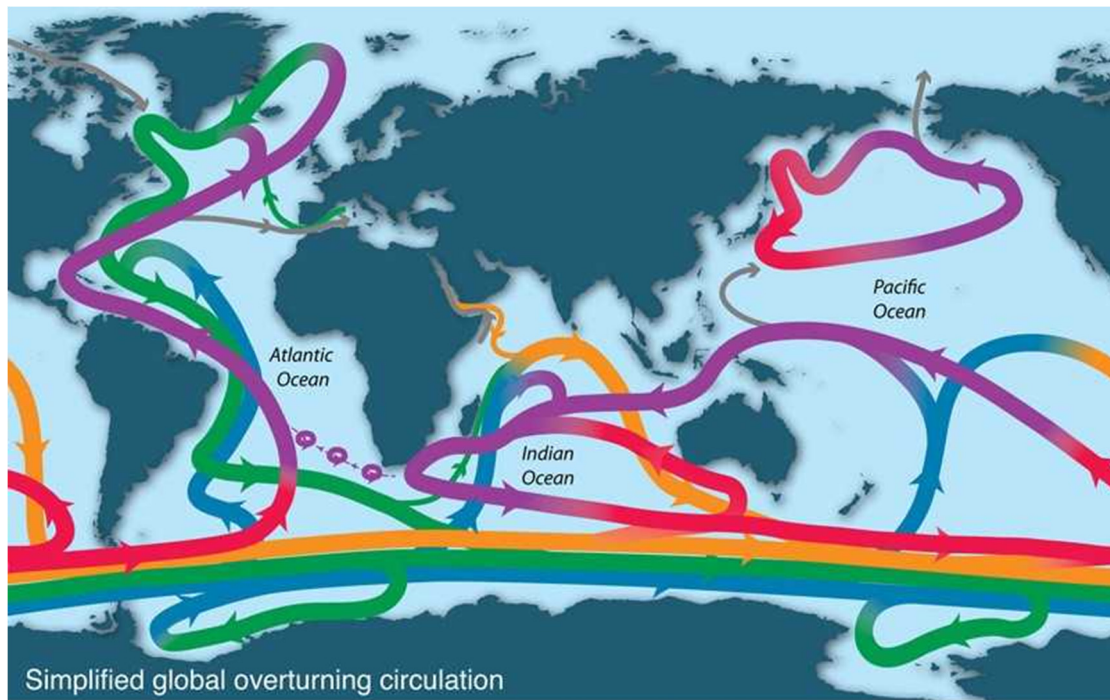 Pacific
Ocean
Atlantic
Ocean
Indian
Ocean
Simplified global overturning circulation